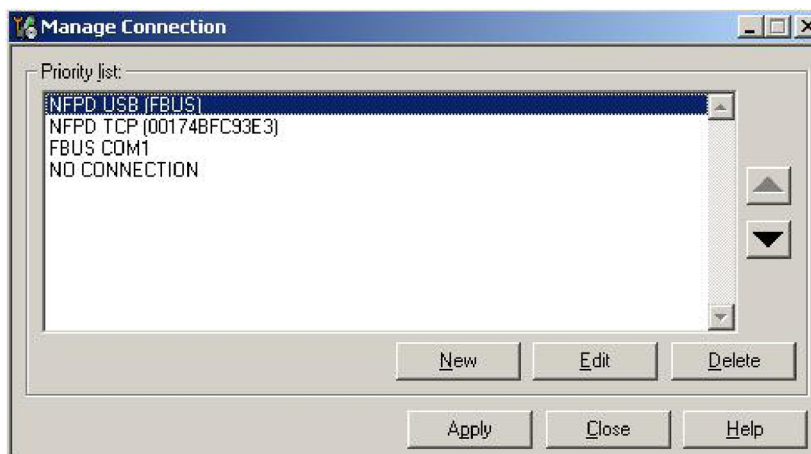 Manage Connection
Priority list:
NFPD USB (FBUS)
NFPD TCP (00174BFC93E3)
FBUS COM1
NO CONNECTION
New
Edit
Delete
Apply
Close
Help